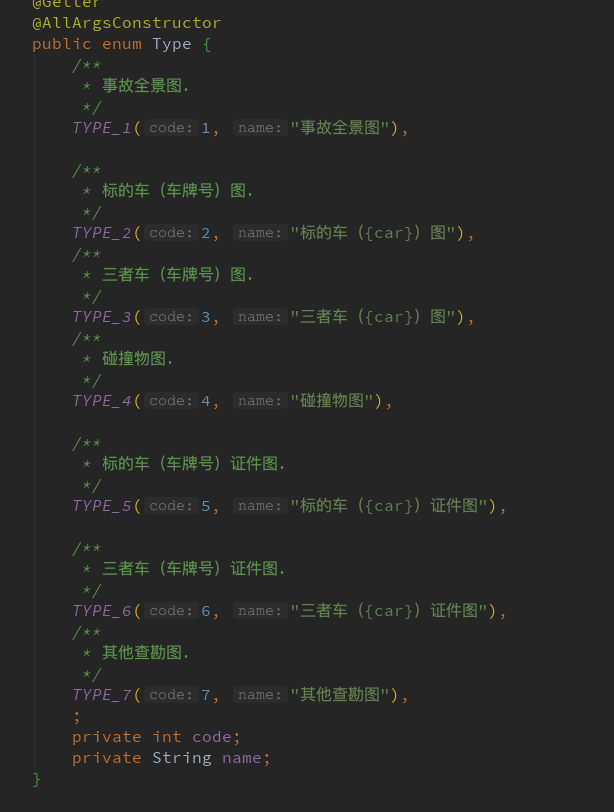 @Getter
@AllArgsConstructor
public enum Type {
/**
* 事故全景图.
*/
TYPE_1( code: 1, name: "事故全景图"),
/**
* 标的车（车牌号）图.
*/
TYPE_2( code: 2, name: "标的车（{car}）图"),
/**
* 三者车（车牌号）图.
*/
TYPE_3( code: 3, name: "三者车（{car}）图"),
/**
* 碰撞物图.
*/
TYPE_4( code: 4, name: "碰撞物图"),
/**
* 标的车（车牌号）证件图.
*/
TYPE_5( code: 5, name: "标的车（{car}）证件图"),
/**
* 三者车（车牌号）证件图.
*/
TYPE_6( code: 6, name: "三者车（{car}）证件图"),
/**
* 其他查勘图.
*/
TYPE_7( code: 7, name: "其他查勘图"),
;
private int code;
private String name;
}